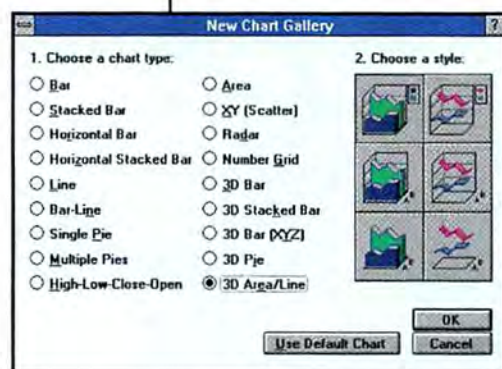 New Chart Gallery
?
1. Choose a chart type:
Bar
Stacked Bar
Horizontal Bar
Horizontal Stacked Bar
Line
Bar-Line
Single Pie
Multiple Pies
High-Low-Close-Open
Area
XY (Scatter)
Radar
Number Grid
3D Bar
3D Stacked Bar
3D Bar (XYZ)
3D Pie
3D Area/Line
2. Choose a style:
OK
Use Default Chart
Cancel